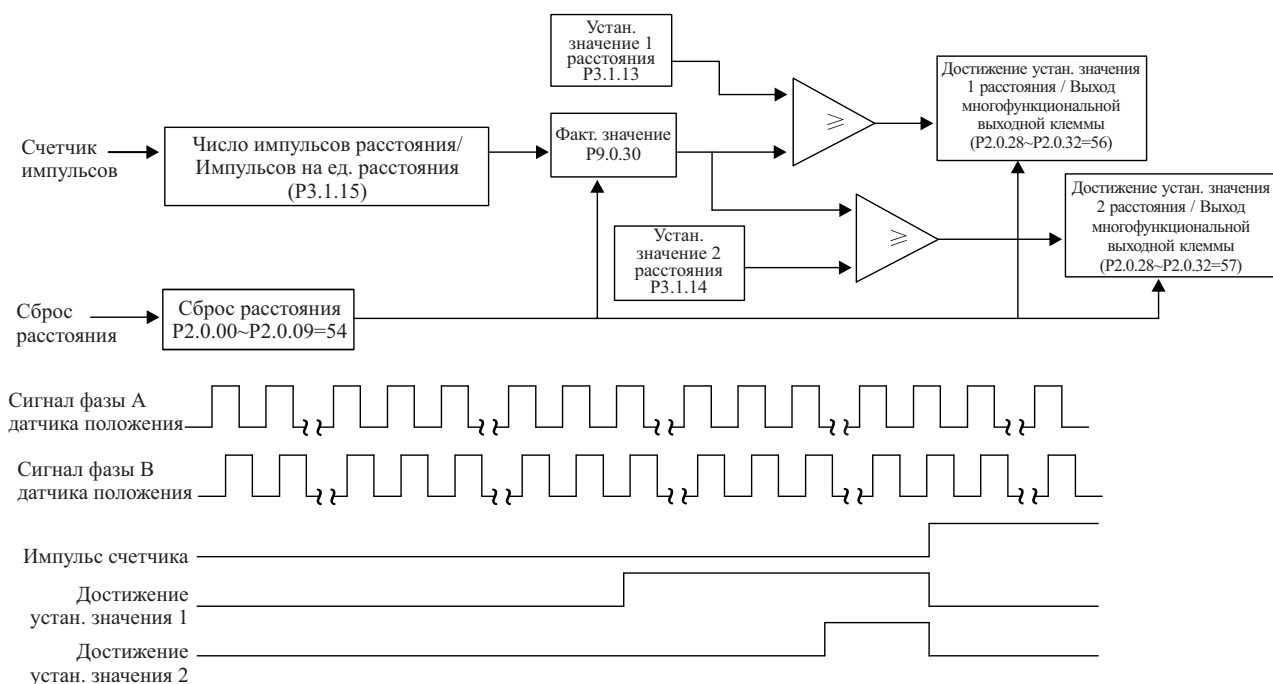 Устан.
значение 1
расстояния
P3.1.13
Достижение устан. значения
1 расстояния / Выход
многофункциональной
выходной клеммы
(P2.0.28~P2.0.32=56)
Счетчик
импульсов
Число импульсов расстояния/
Импульсов на ед. расстояния
(P3.1.15)
Факт. значение
P9.0.30
≥
Достижение устан. значения
2 расстояния / Выход
многофункциональной
выходной клеммы
(P2.0.28~P2.0.32=57)
Устан.
значение 2
расстояния
P3.1.14
≥
Сброс
расстояния
Сброс расстояния
P2.0.00~P2.0.09=54
Сигнал фазы A
датчика положения
Сигнал фазы B
датчика положения
Импульс счетчика
Достижение
устан. значения 1
Достижение
устан. значения 2